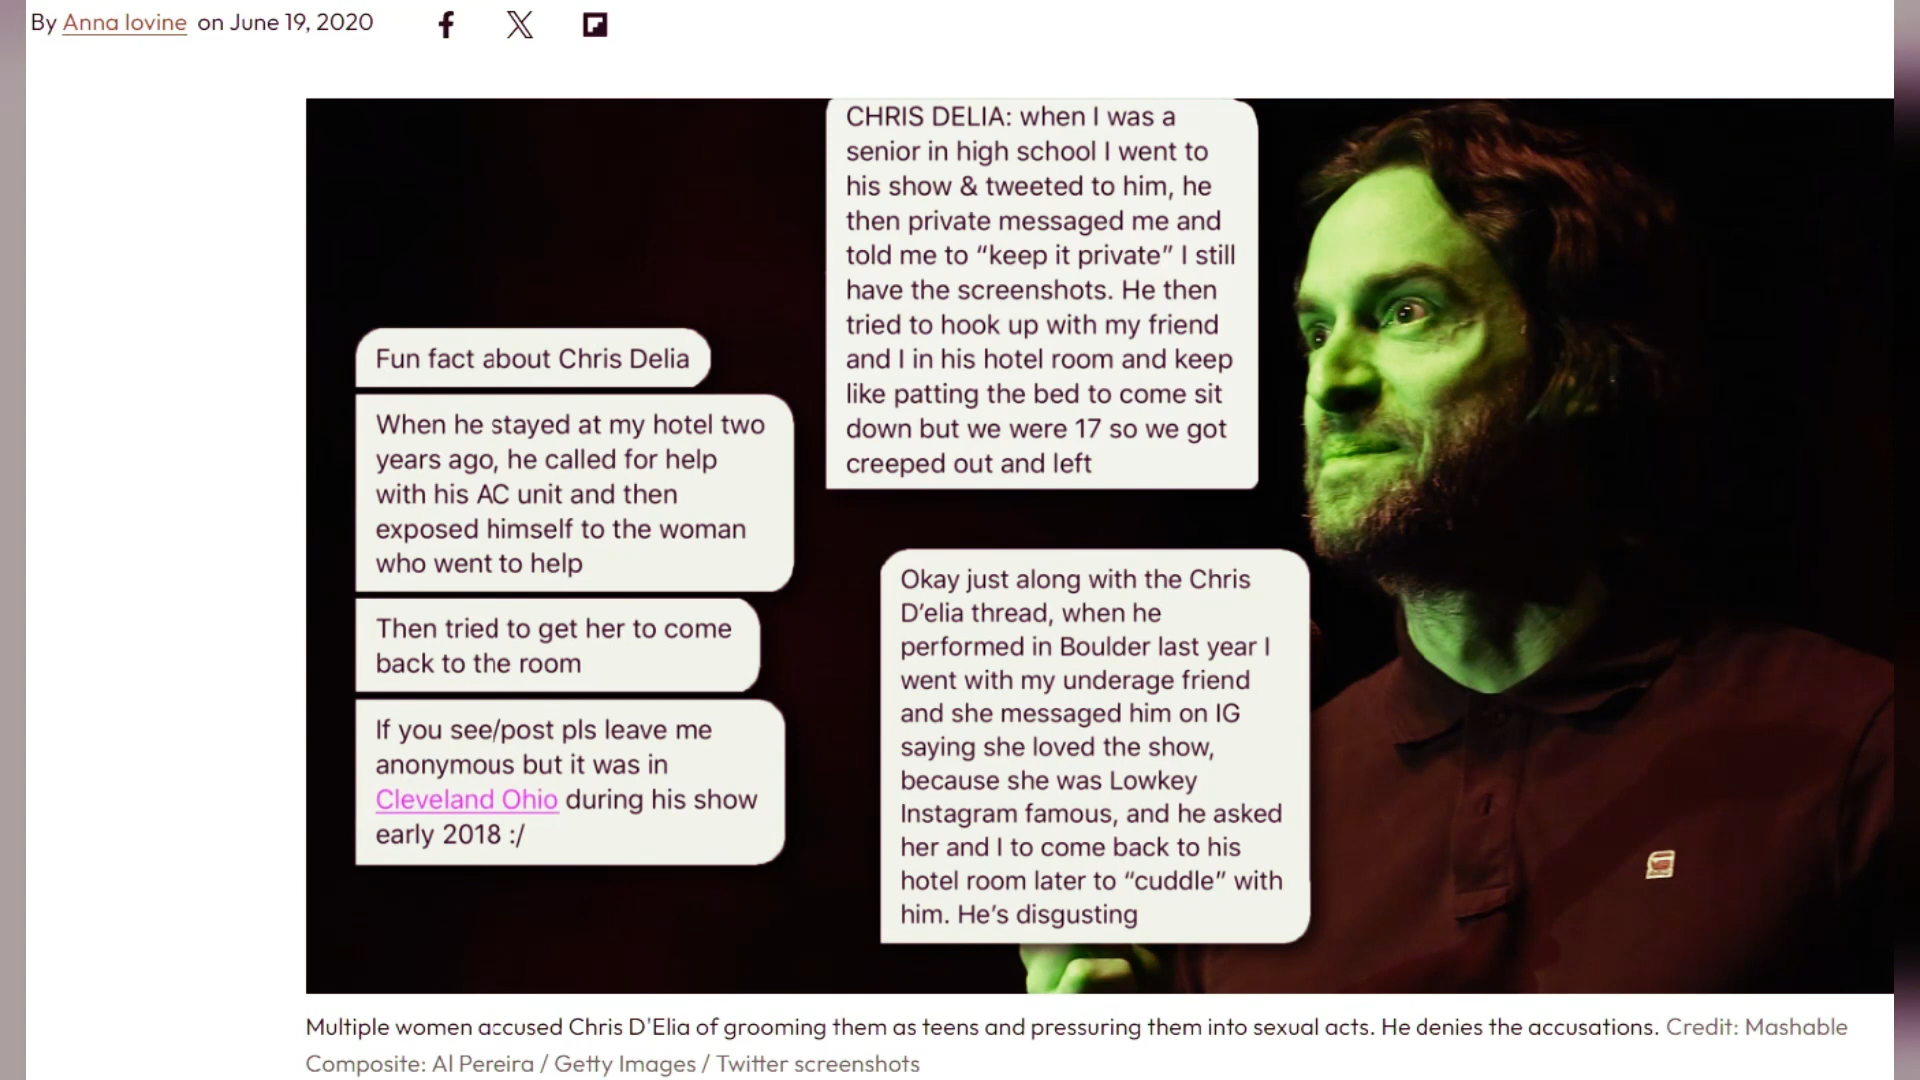 By Anna Iovine on June 19, 2020
Fun fact about Chris Delia
When he stayed at my hotel two
years ago, he called for help
with his AC unit and then
exposed himself to the woman
who went to help
Then tried to get her to come
back to the room
If you see/post pls leave me
anonymous but it was in
Cleveland Ohio during his show
early 2018 :/
CHRIS DELIA: when I was a
senior in high school I went to
his show & tweeted to him, he
then private messaged me and
told me to “keep it private” I still
have the screenshots. He then
tried to hook up with my friend
and I in his hotel room and keep
like patting the bed to come sit
down but we were 17 so we got
creeped out and left
Okay just along with the Chris
D’elia thread, when he
performed in Boulder last year I
went with my underage friend
and she messaged him on IG
saying she loved the show,
because she was Lowkey
Instagram famous, and he asked
her and I to come back to his
hotel room later to “cuddle” with
him. He’s disgusting
Multiple women accused Chris D'Elia of grooming them as teens and pressuring them into sexual acts. He denies the accusations. Credit: Mashable
Composite: Al Pereira / Getty Images / Twitter screenshots